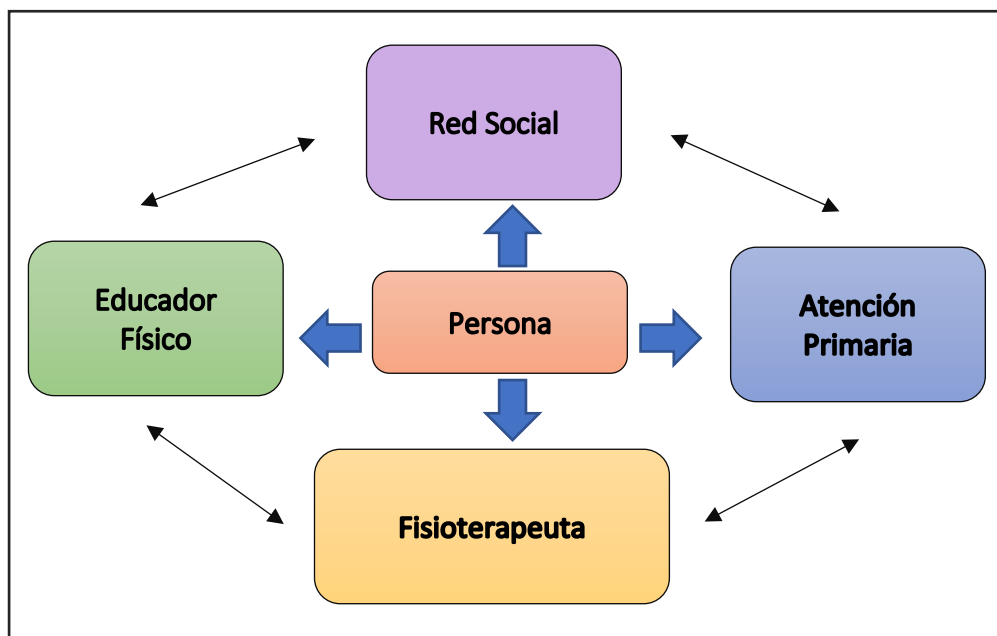 Red Social
Educador
Físico
Persona
Atención
Primaria
Fisioterapeuta